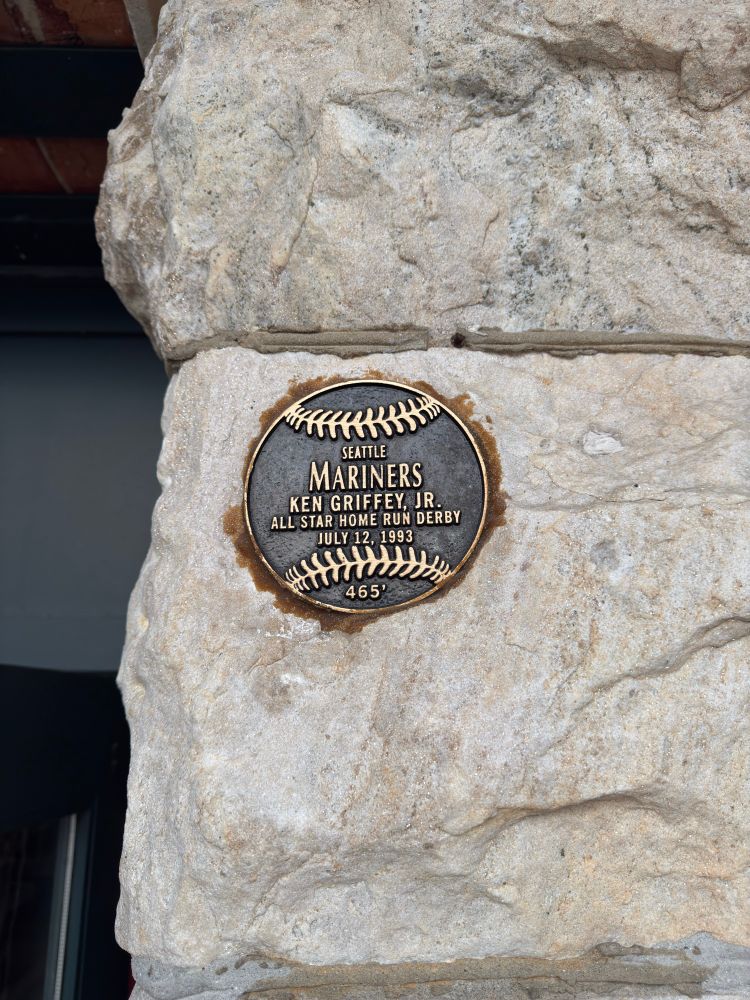 SEATTLE
MARINERS
KEN GRIFFEY, JR.
ALL STAR HOME RUN DERBY
JULY 12, 1993
465'